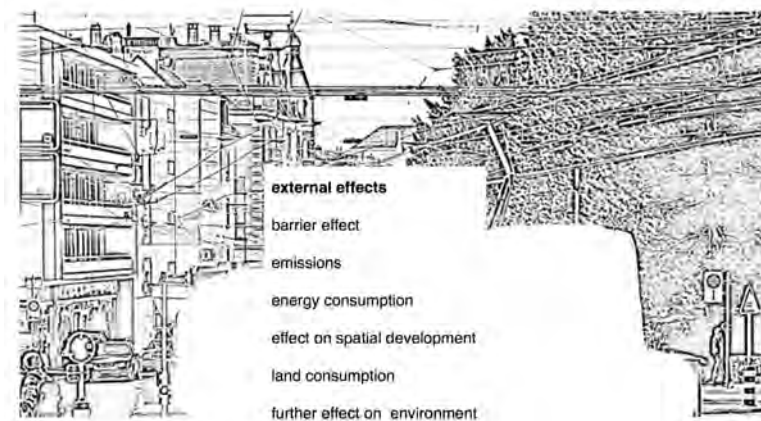 external effects
barrier effect
emissions
energy consumption
effect on spatial development
land consumption
further effect on environment